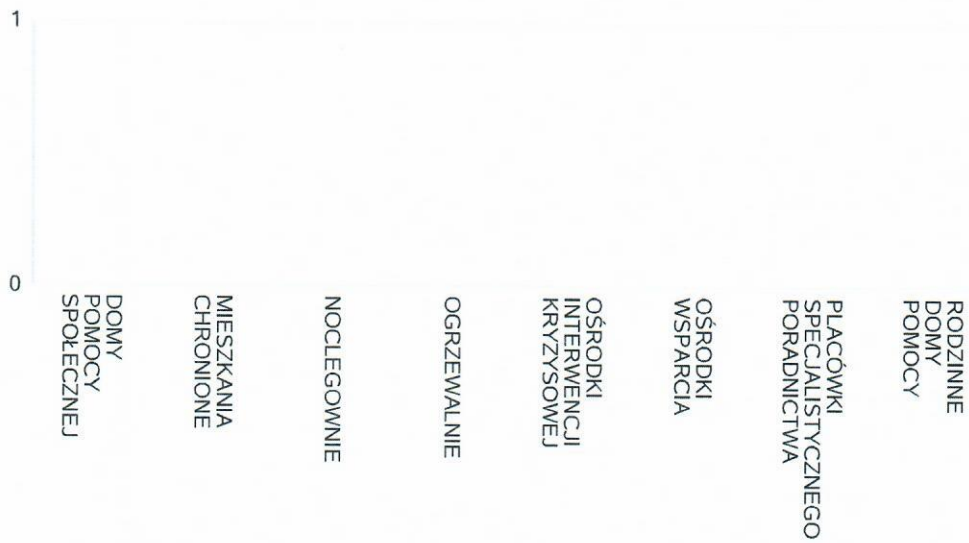 1
0
DOMY
POMOCY
SPOŁECZNEJ
MIESZKANIA
CHRONIONE
NOCLEGOWNIE
OGRZEWALNIE
OŚRODKI
INTERWENCJI
KRYZYSOWEJ
OŚRODKI
WSPARCIA
PLACÓWKI
SPECJALISTYCZNEGO
PORADNICTWA
RODZINNE
DOMY
POMOCY